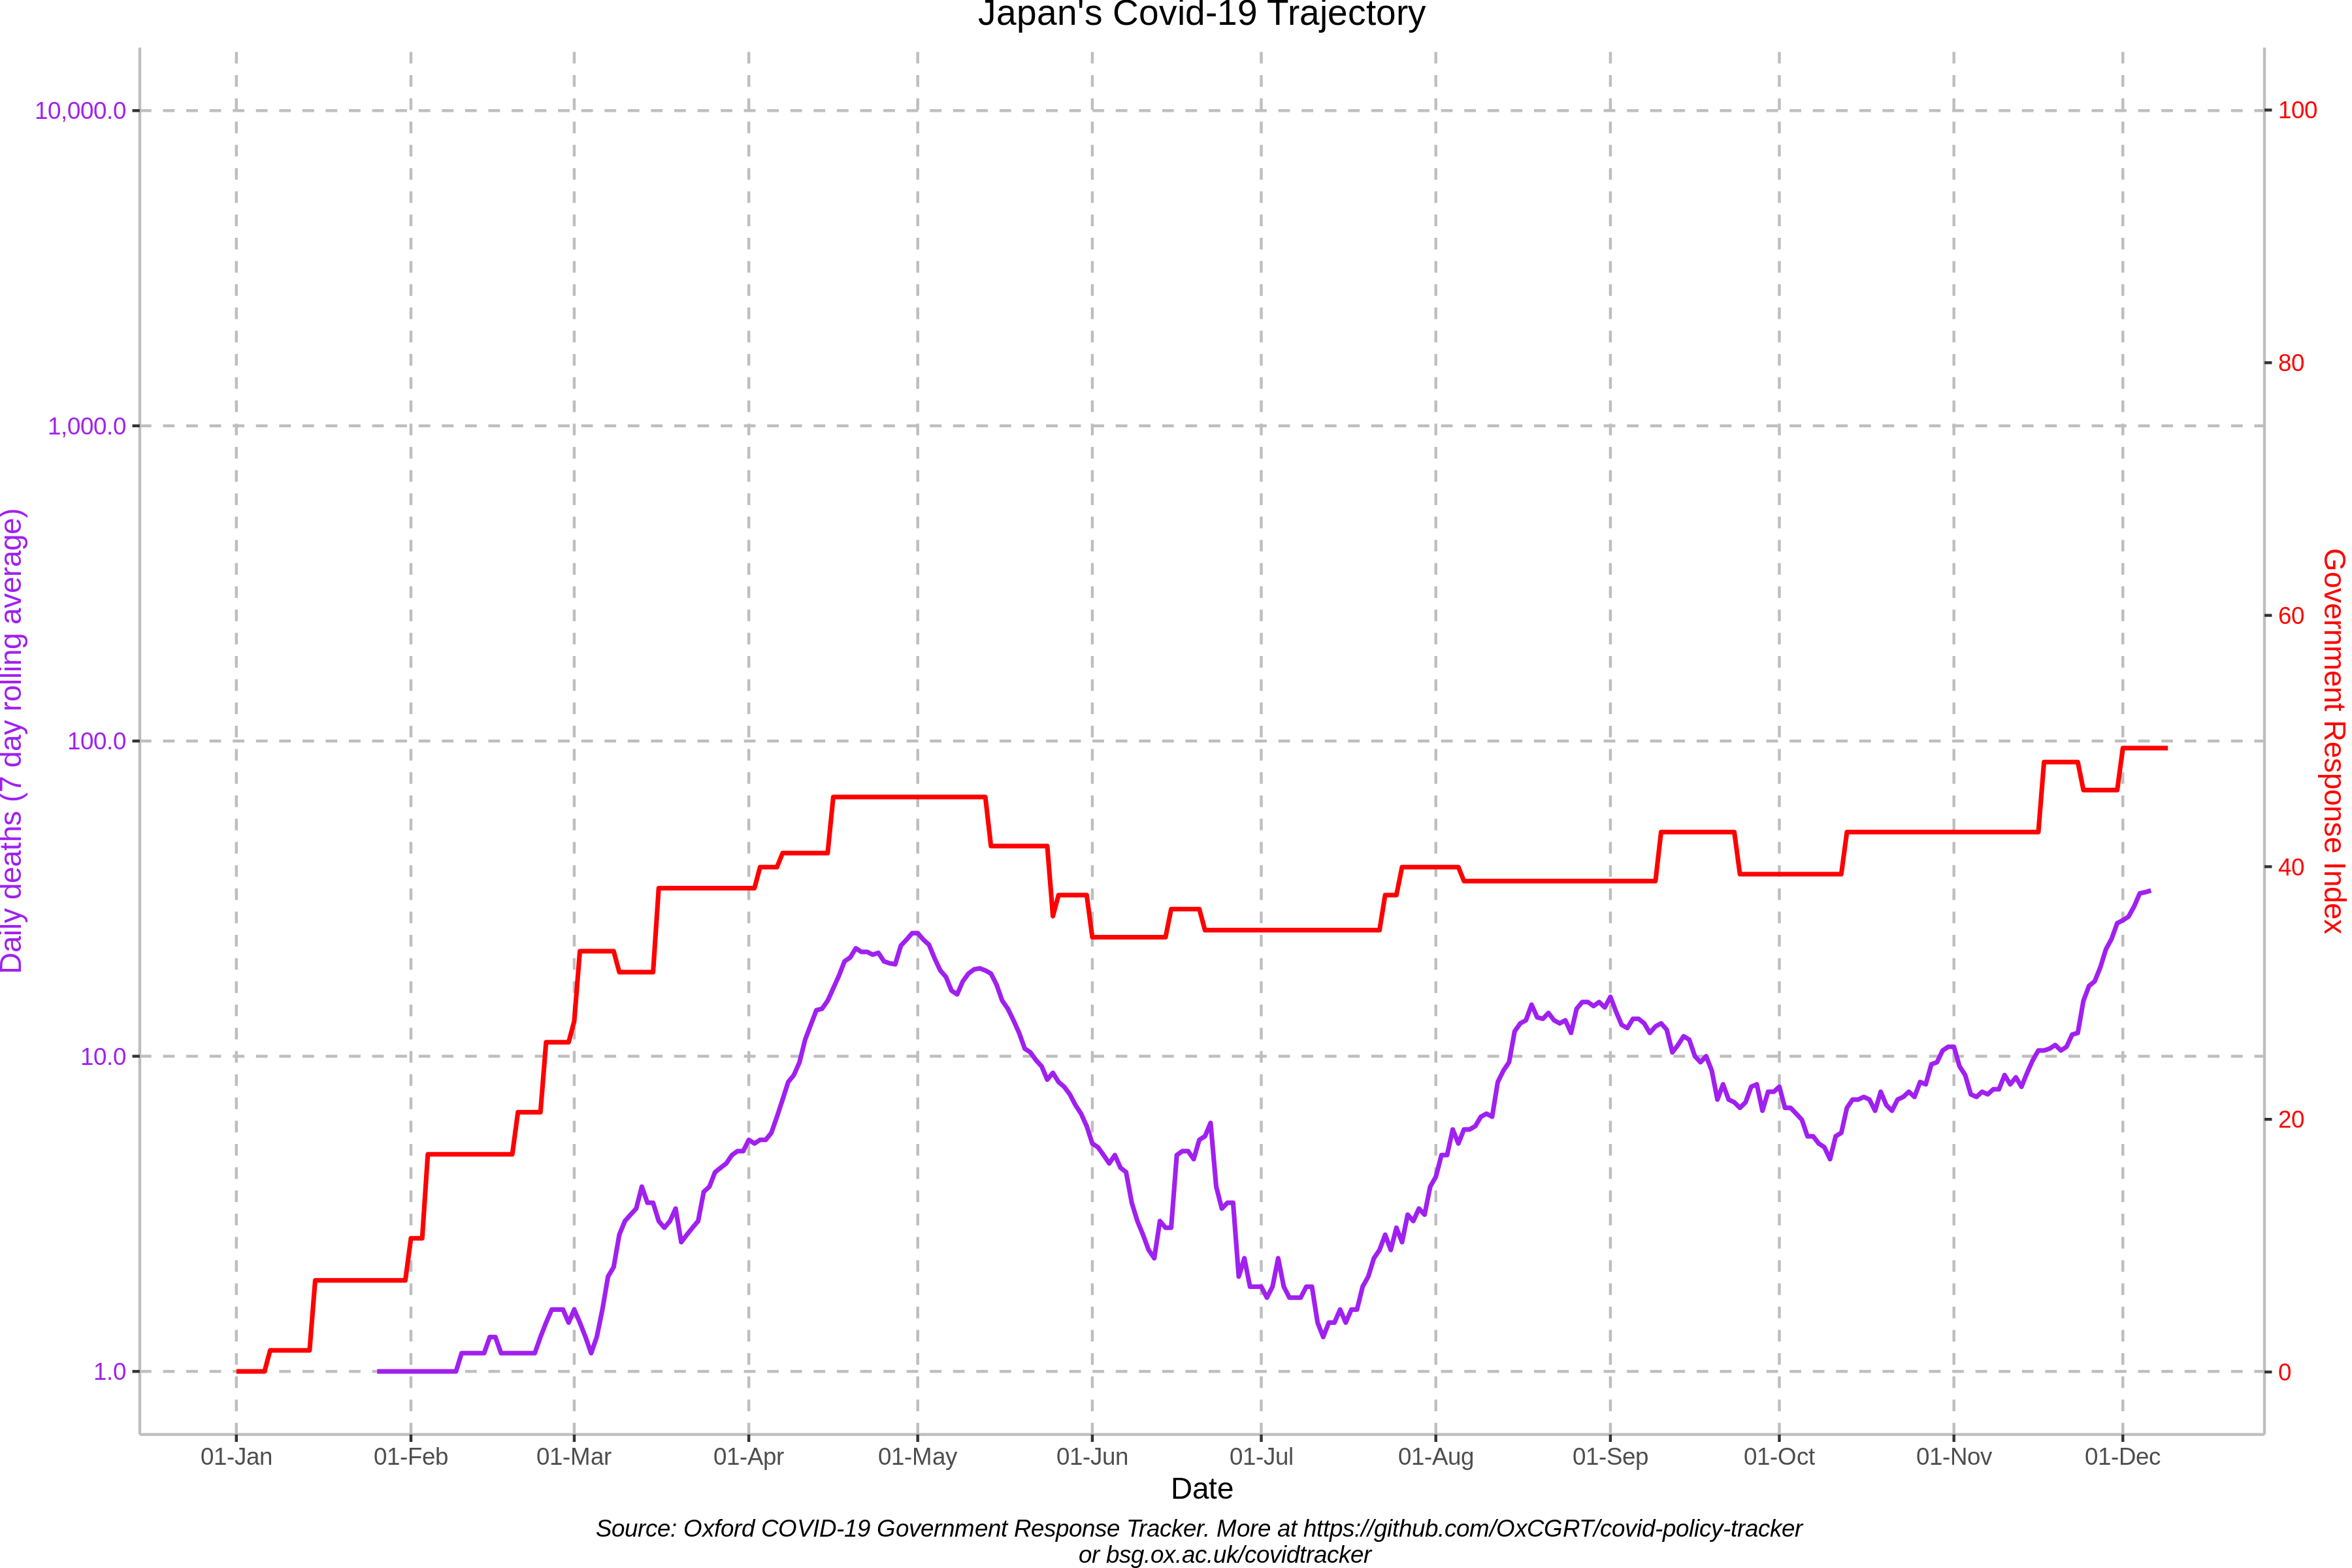 Japan's Covid-19 Trajectory
Daily deaths (7 day rolling average)
10,000.0
1,000.0
100.0
10.0
1.0
100
80
60
40
20
0
Government Response Index
01-Jan 01-Feb 01-Mar 01-Apr 01-May 01-Jun 01-Jul 01-Aug 01-Sep 01-Oct 01-Nov 01-Dec
Date
Source: Oxford COVID-19 Government Response Tracker. More at https://github.com/OxCGRT/covid-policy-tracker
or bsg.ox.ac.uk/covidtracker